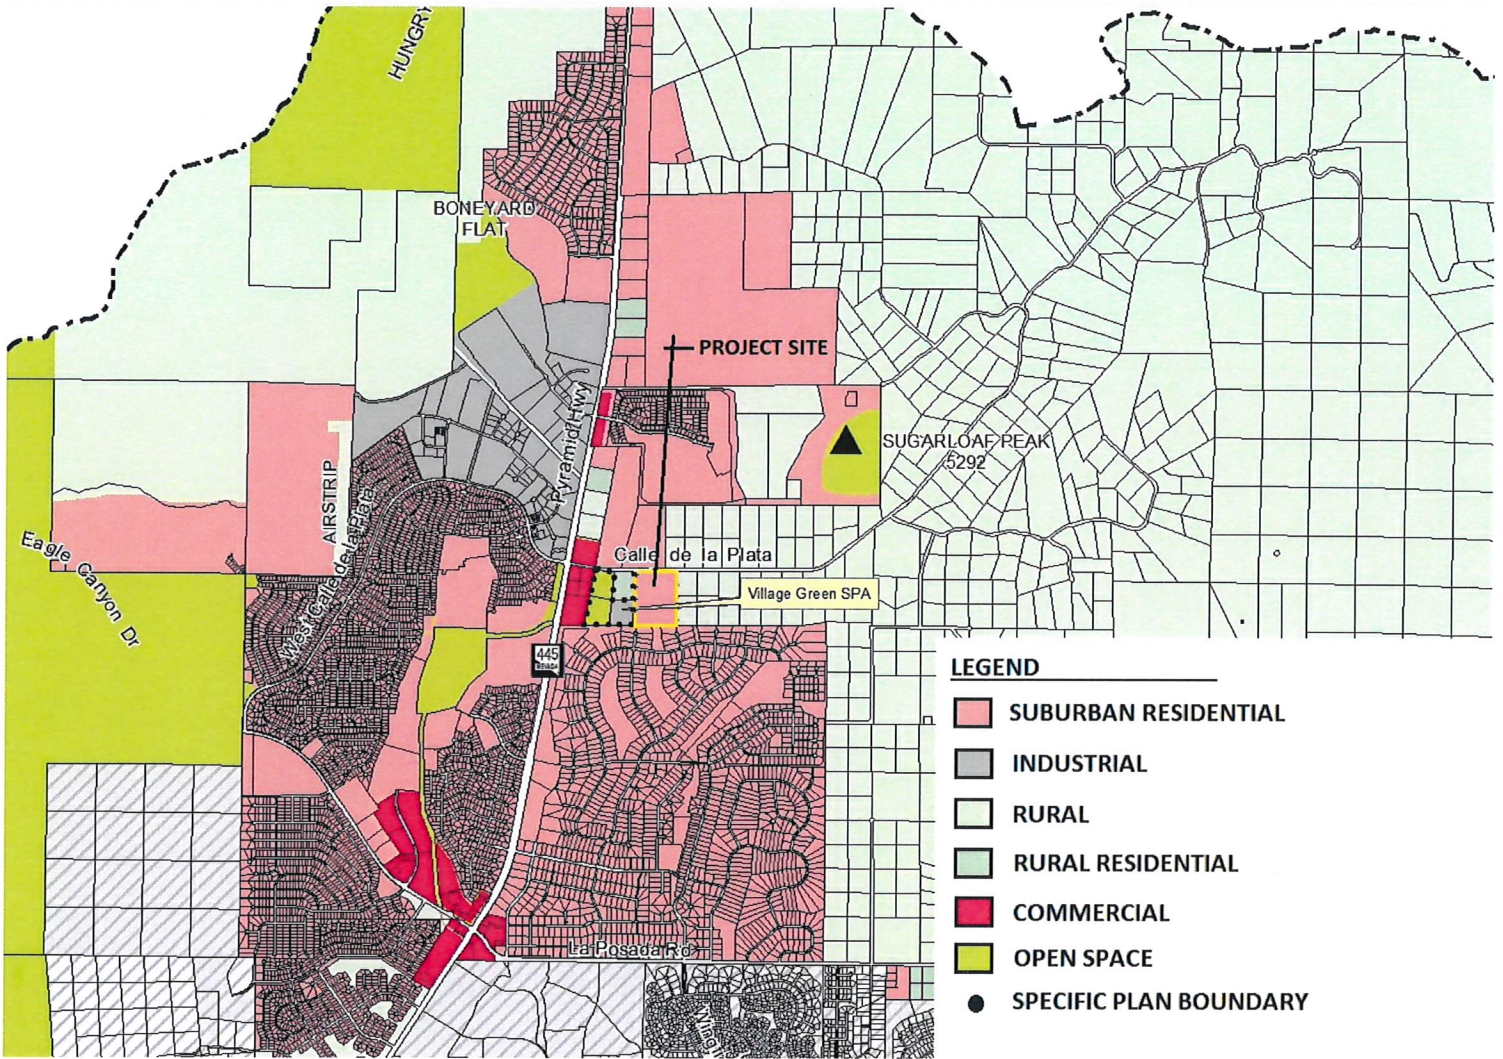 HUNGRY
BONEYARD
FLAT
PROJECT SITE
Pyramid Hwy
SUGARLOAF PEAK
5292
AIRSTRIP
West Calle de la Plata
Eagle Canyon Dr
Calle de la Plata
Village Green SPA
445
NEVADA
LEGEND
SUBURBAN RESIDENTIAL
INDUSTRIAL
RURAL
RURAL RESIDENTIAL
COMMERCIAL
OPEN SPACE
SPECIFIC PLAN BOUNDARY
La Posada Rd